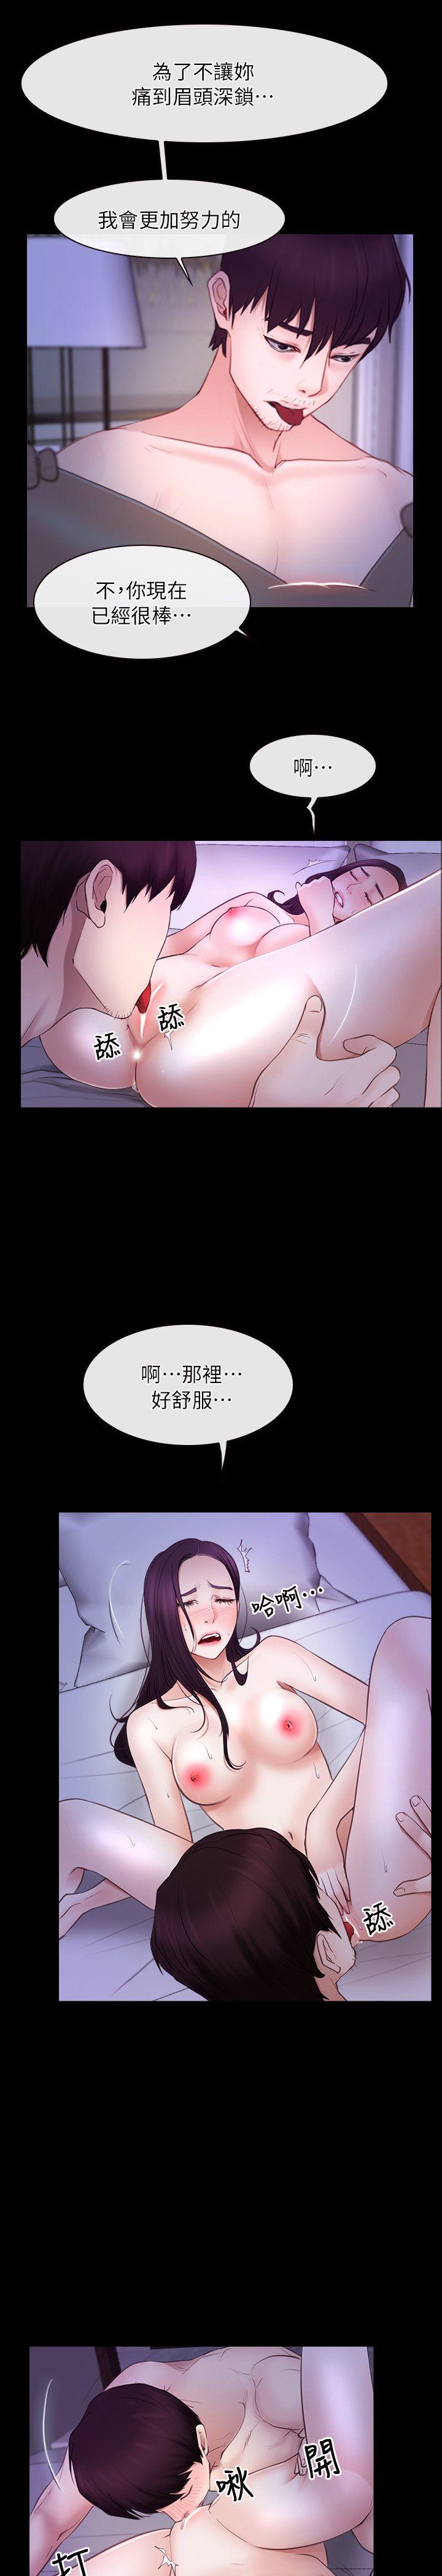 為了不讓妳
痛到眉頭深鎖…
我會更加努力的
不，你現在
已經很棒…
啊…
舔
舔
啊…那裡…
好舒服…
哈啊…
舔
開
啾
打